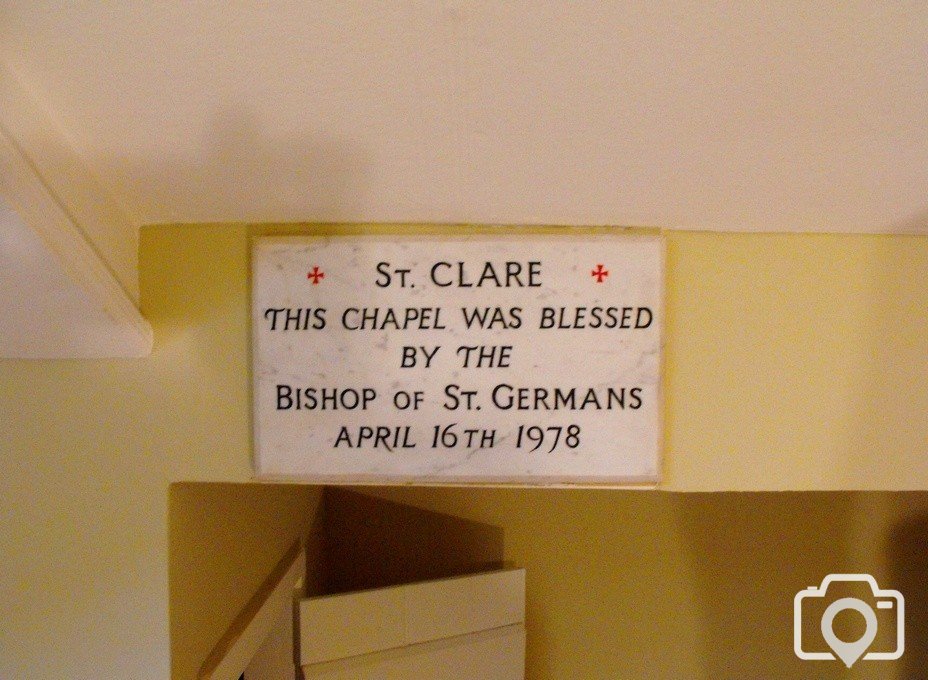 St. CLARE
THIS CHAPEL WAS BLESSED
BY THE
BISHOP OF ST. GERMANS
APRIL 16TH 1978